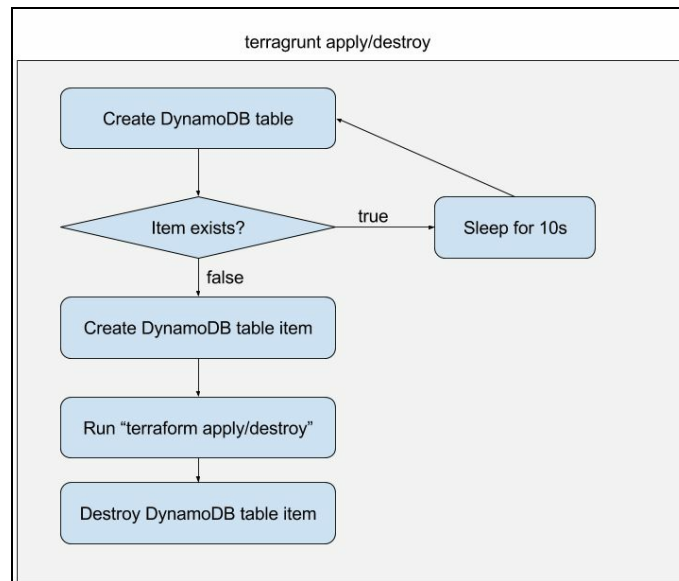 terragrunt apply/destroy
Create DynamoDB table
Item exists?
true
Sleep for 10s
false
Create DynamoDB table item
Run “terraform apply/destroy”
Destroy DynamoDB table item